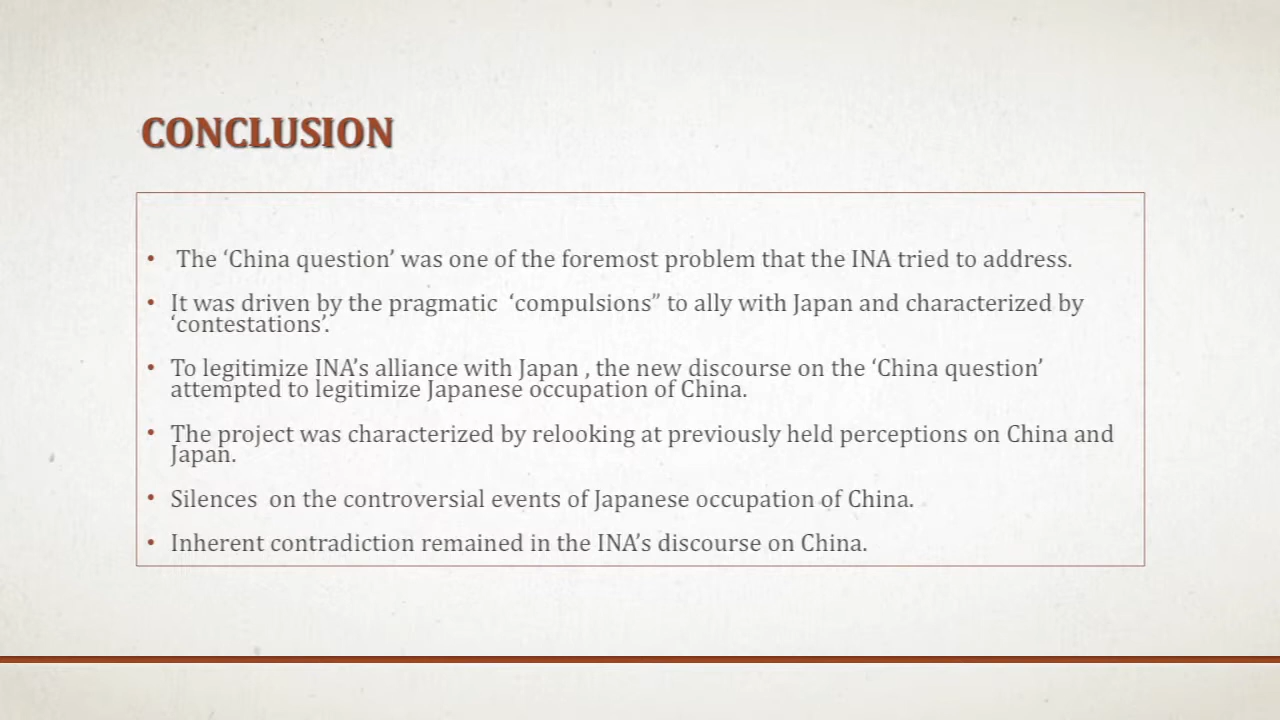 CONCLUSION
• The ‘China question’ was one of the foremost problem that the INA tried to address.
• It was driven by the pragmatic ‘compulsions” to ally with Japan and characterized by
‘contestations’.
• To legitimize INA’s alliance with Japan , the new discourse on the ‘China question’
attempted to legitimize Japanese occupation of China.
• The project was characterized by relooking at previously held perceptions on China and
Japan.
• Silences on the controversial events of Japanese occupation of China.
• Inherent contradiction remained in the INA’s discourse on China.